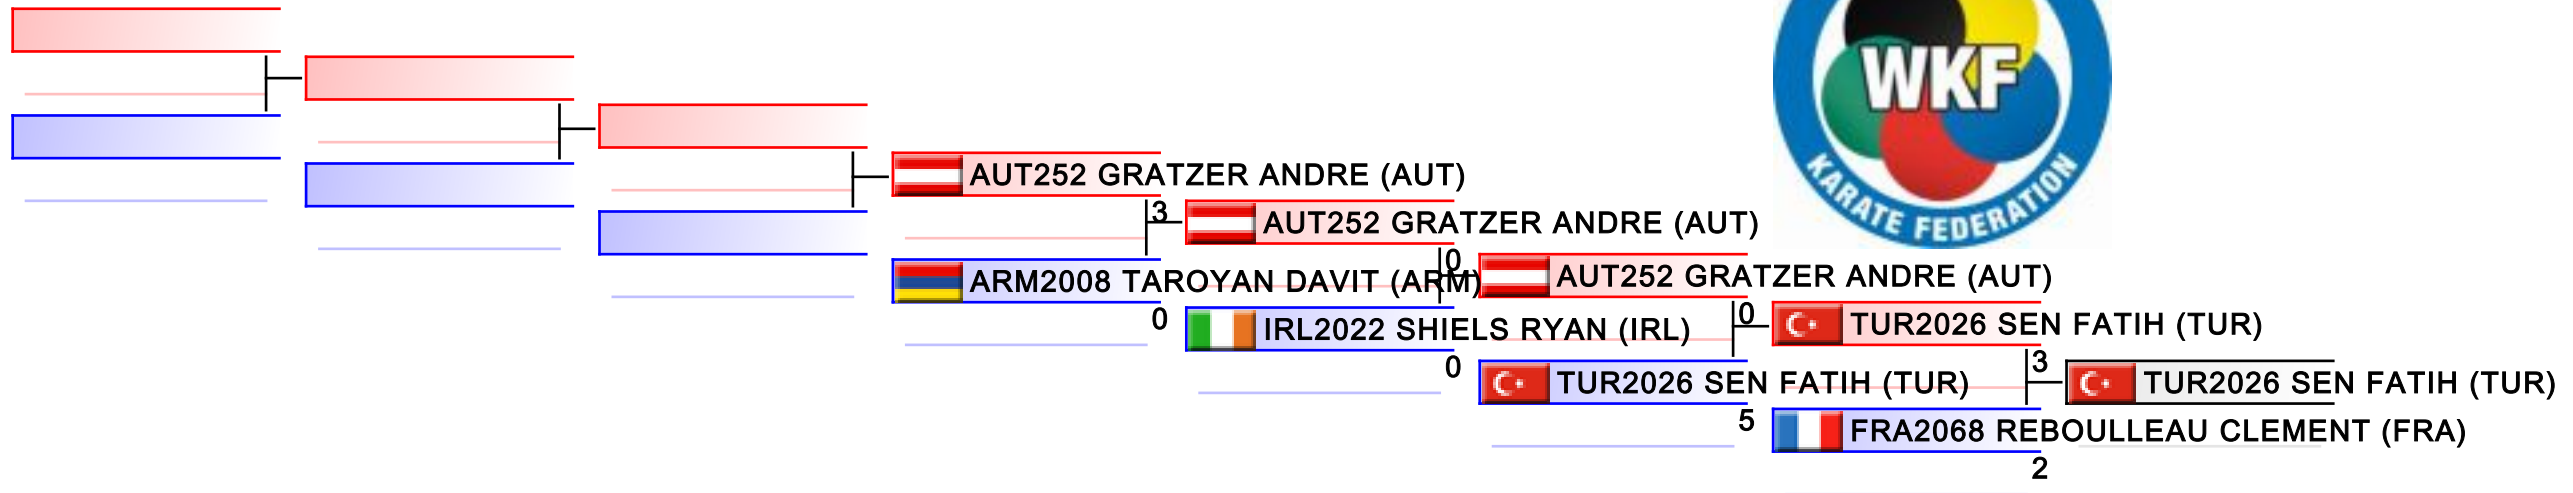 WKF
KARATE FEDERATION
AUT252 GRATZER ANDRE (AUT)
3
AUT252 GRATZER ANDRE (AUT)
0
ARM2008 TAROYAN DAVIT (ARM)
0
AUT252 GRATZER ANDRE (AUT)
0
IRL2022 SHIELS RYAN (IRL)
0
TUR2026 SEN FATIH (TUR)
3
TUR2026 SEN FATIH (TUR)
5
TUR2026 SEN FATIH (TUR)
FRA2068 REBOULLEAU CLEMENT (FRA)
2